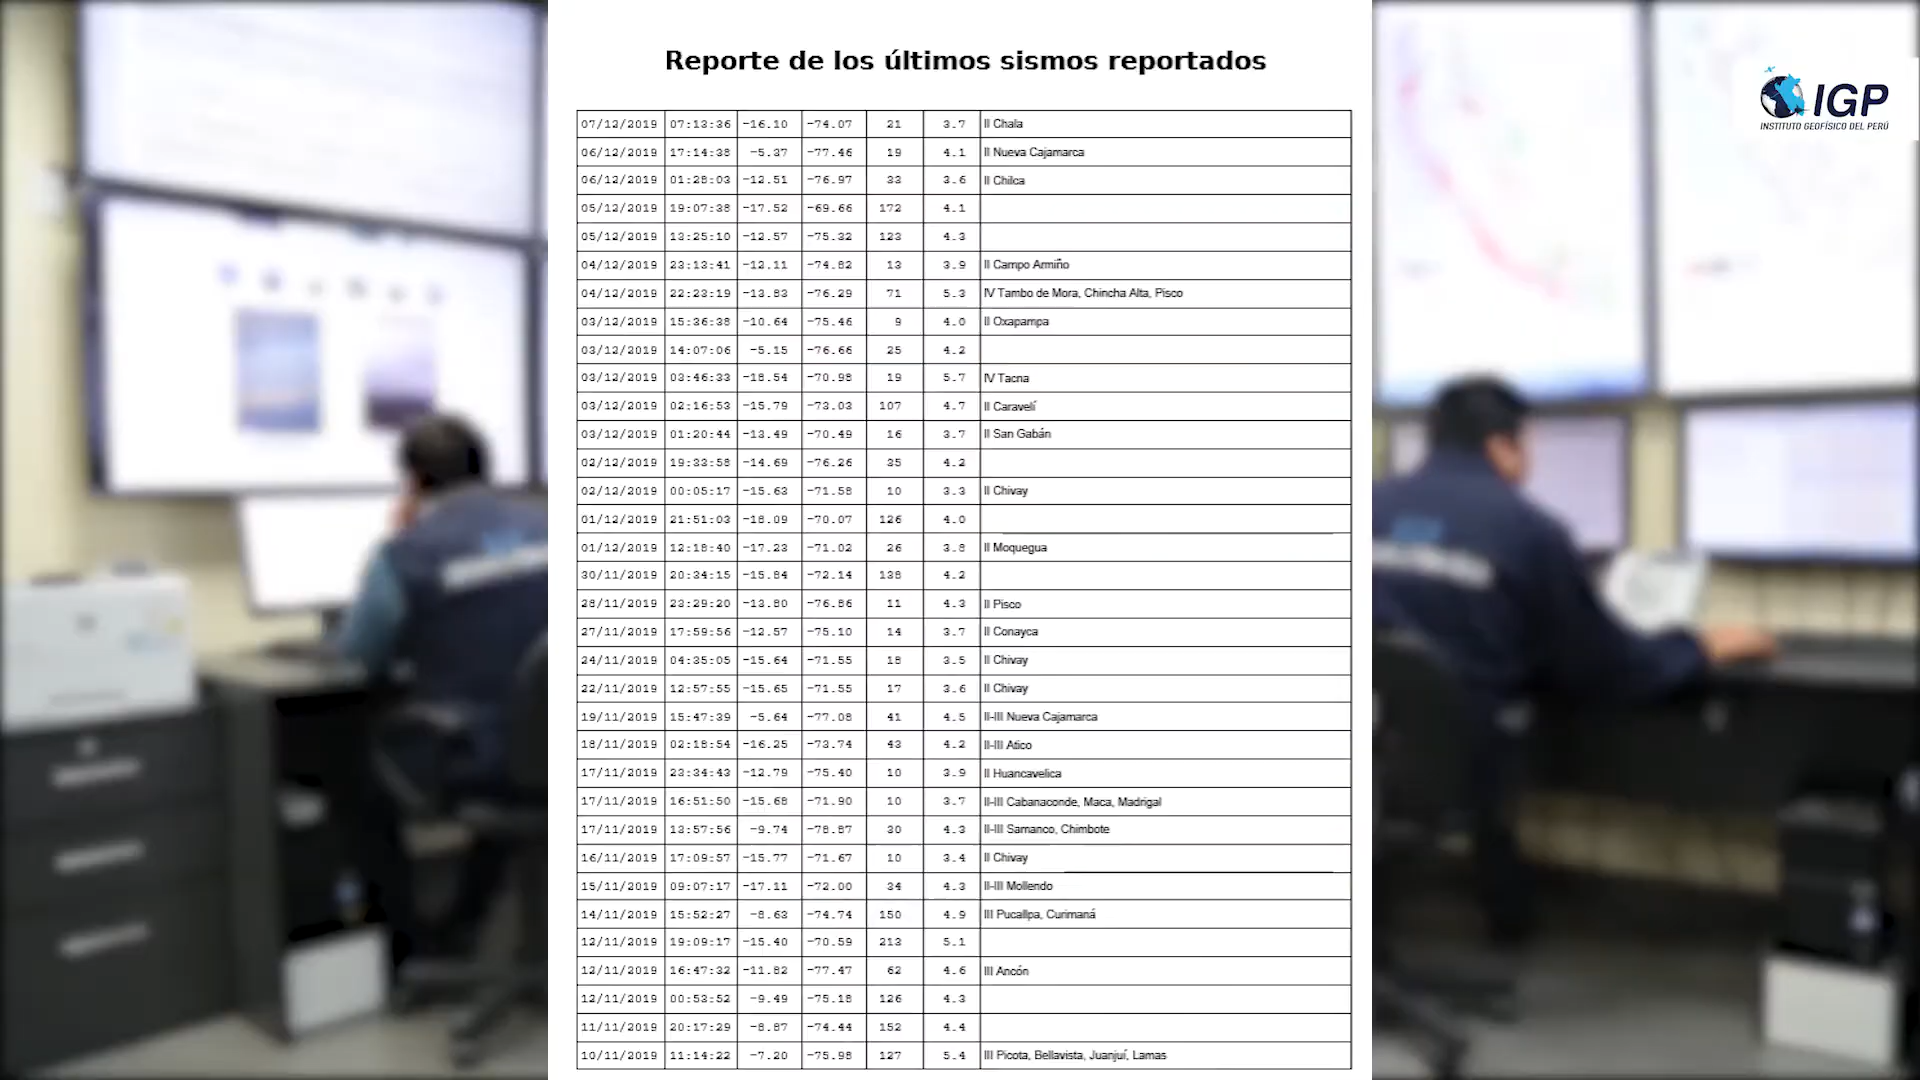 Reporte de los últimos sismos reportados
IGP
INSTITUTO GEOFÍSICO DEL PERÚ
07/12/2019 07:13:36 -16.10 -74.07 21 3.7 II Chala
06/12/2019 17:14:38 -5.37 -77.46 19 4.1 II Nueva Cajamarca
06/12/2019 01:28:03 -12.51 -76.97 33 3.6 II Chilca
05/12/2019 19:07:38 -17.52 -69.66 172 4.1
05/12/2019 13:25:10 -12.57 -75.32 123 4.3
04/12/2019 23:13:41 -12.11 -74.82 13 3.9 II Campo Armiño
04/12/2019 22:23:19 -13.83 -76.29 71 5.3 IV Tambo de Mora, Chincha Alta, Pisco
03/12/2019 15:36:38 -10.64 -75.46 9 4.0 II Oxapampa
03/12/2019 14:07:06 -5.15 -76.66 25 4.2
03/12/2019 03:46:33 -18.54 -70.98 19 5.7 IV Tacna
03/12/2019 02:16:53 -15.79 -73.03 107 4.7 II Caravelí
03/12/2019 01:20:44 -13.49 -70.49 16 3.7 II San Gabán
02/12/2019 19:33:58 -14.69 -76.26 35 4.2
02/12/2019 00:05:17 -15.63 -71.58 10 3.3 II Chivay
01/12/2019 21:51:03 -18.09 -70.07 126 4.0
01/12/2019 12:18:40 -17.23 -71.02 26 3.8 II Moquegua
30/11/2019 20:34:15 -15.84 -72.14 138 4.2
28/11/2019 23:29:20 -13.80 -76.86 11 4.3 II Pisco
27/11/2019 17:59:56 -12.57 -75.10 14 3.7 II Conayca
24/11/2019 04:35:05 -15.64 -71.55 18 3.5 II Chivay
22/11/2019 12:57:55 -15.65 -71.55 17 3.6 II Chivay
19/11/2019 15:47:39 -5.64 -77.08 41 4.5 II-III Nueva Cajamarca
18/11/2019 02:18:54 -16.25 -73.74 43 4.2 II-III Atico
17/11/2019 23:34:43 -12.79 -75.40 10 3.9 II Huancavelica
17/11/2019 16:51:50 -15.68 -71.90 10 3.7 II-III Cabanaconde, Maca, Madrigal
17/11/2019 13:57:56 -9.74 -78.87 30 4.3 II-III Samanco, Chimbote
16/11/2019 17:09:57 -15.77 -71.67 10 3.4 II Chivay
15/11/2019 09:07:17 -17.11 -72.00 34 4.3 II-III Mollendo
14/11/2019 15:52:27 -8.63 -74.74 150 4.9 III Pucallpa, Curimaná
12/11/2019 19:09:17 -15.40 -70.59 213 5.1
12/11/2019 16:47:32 -11.82 -77.47 62 4.6 III Ancón
12/11/2019 00:53:52 -9.49 -75.18 126 4.3
11/11/2019 20:17:29 -8.87 -74.44 152 4.4
10/11/2019 11:14:22 -7.20 -75.98 127 5.4 III Picota, Bellavista, Juanjuí, Lamas